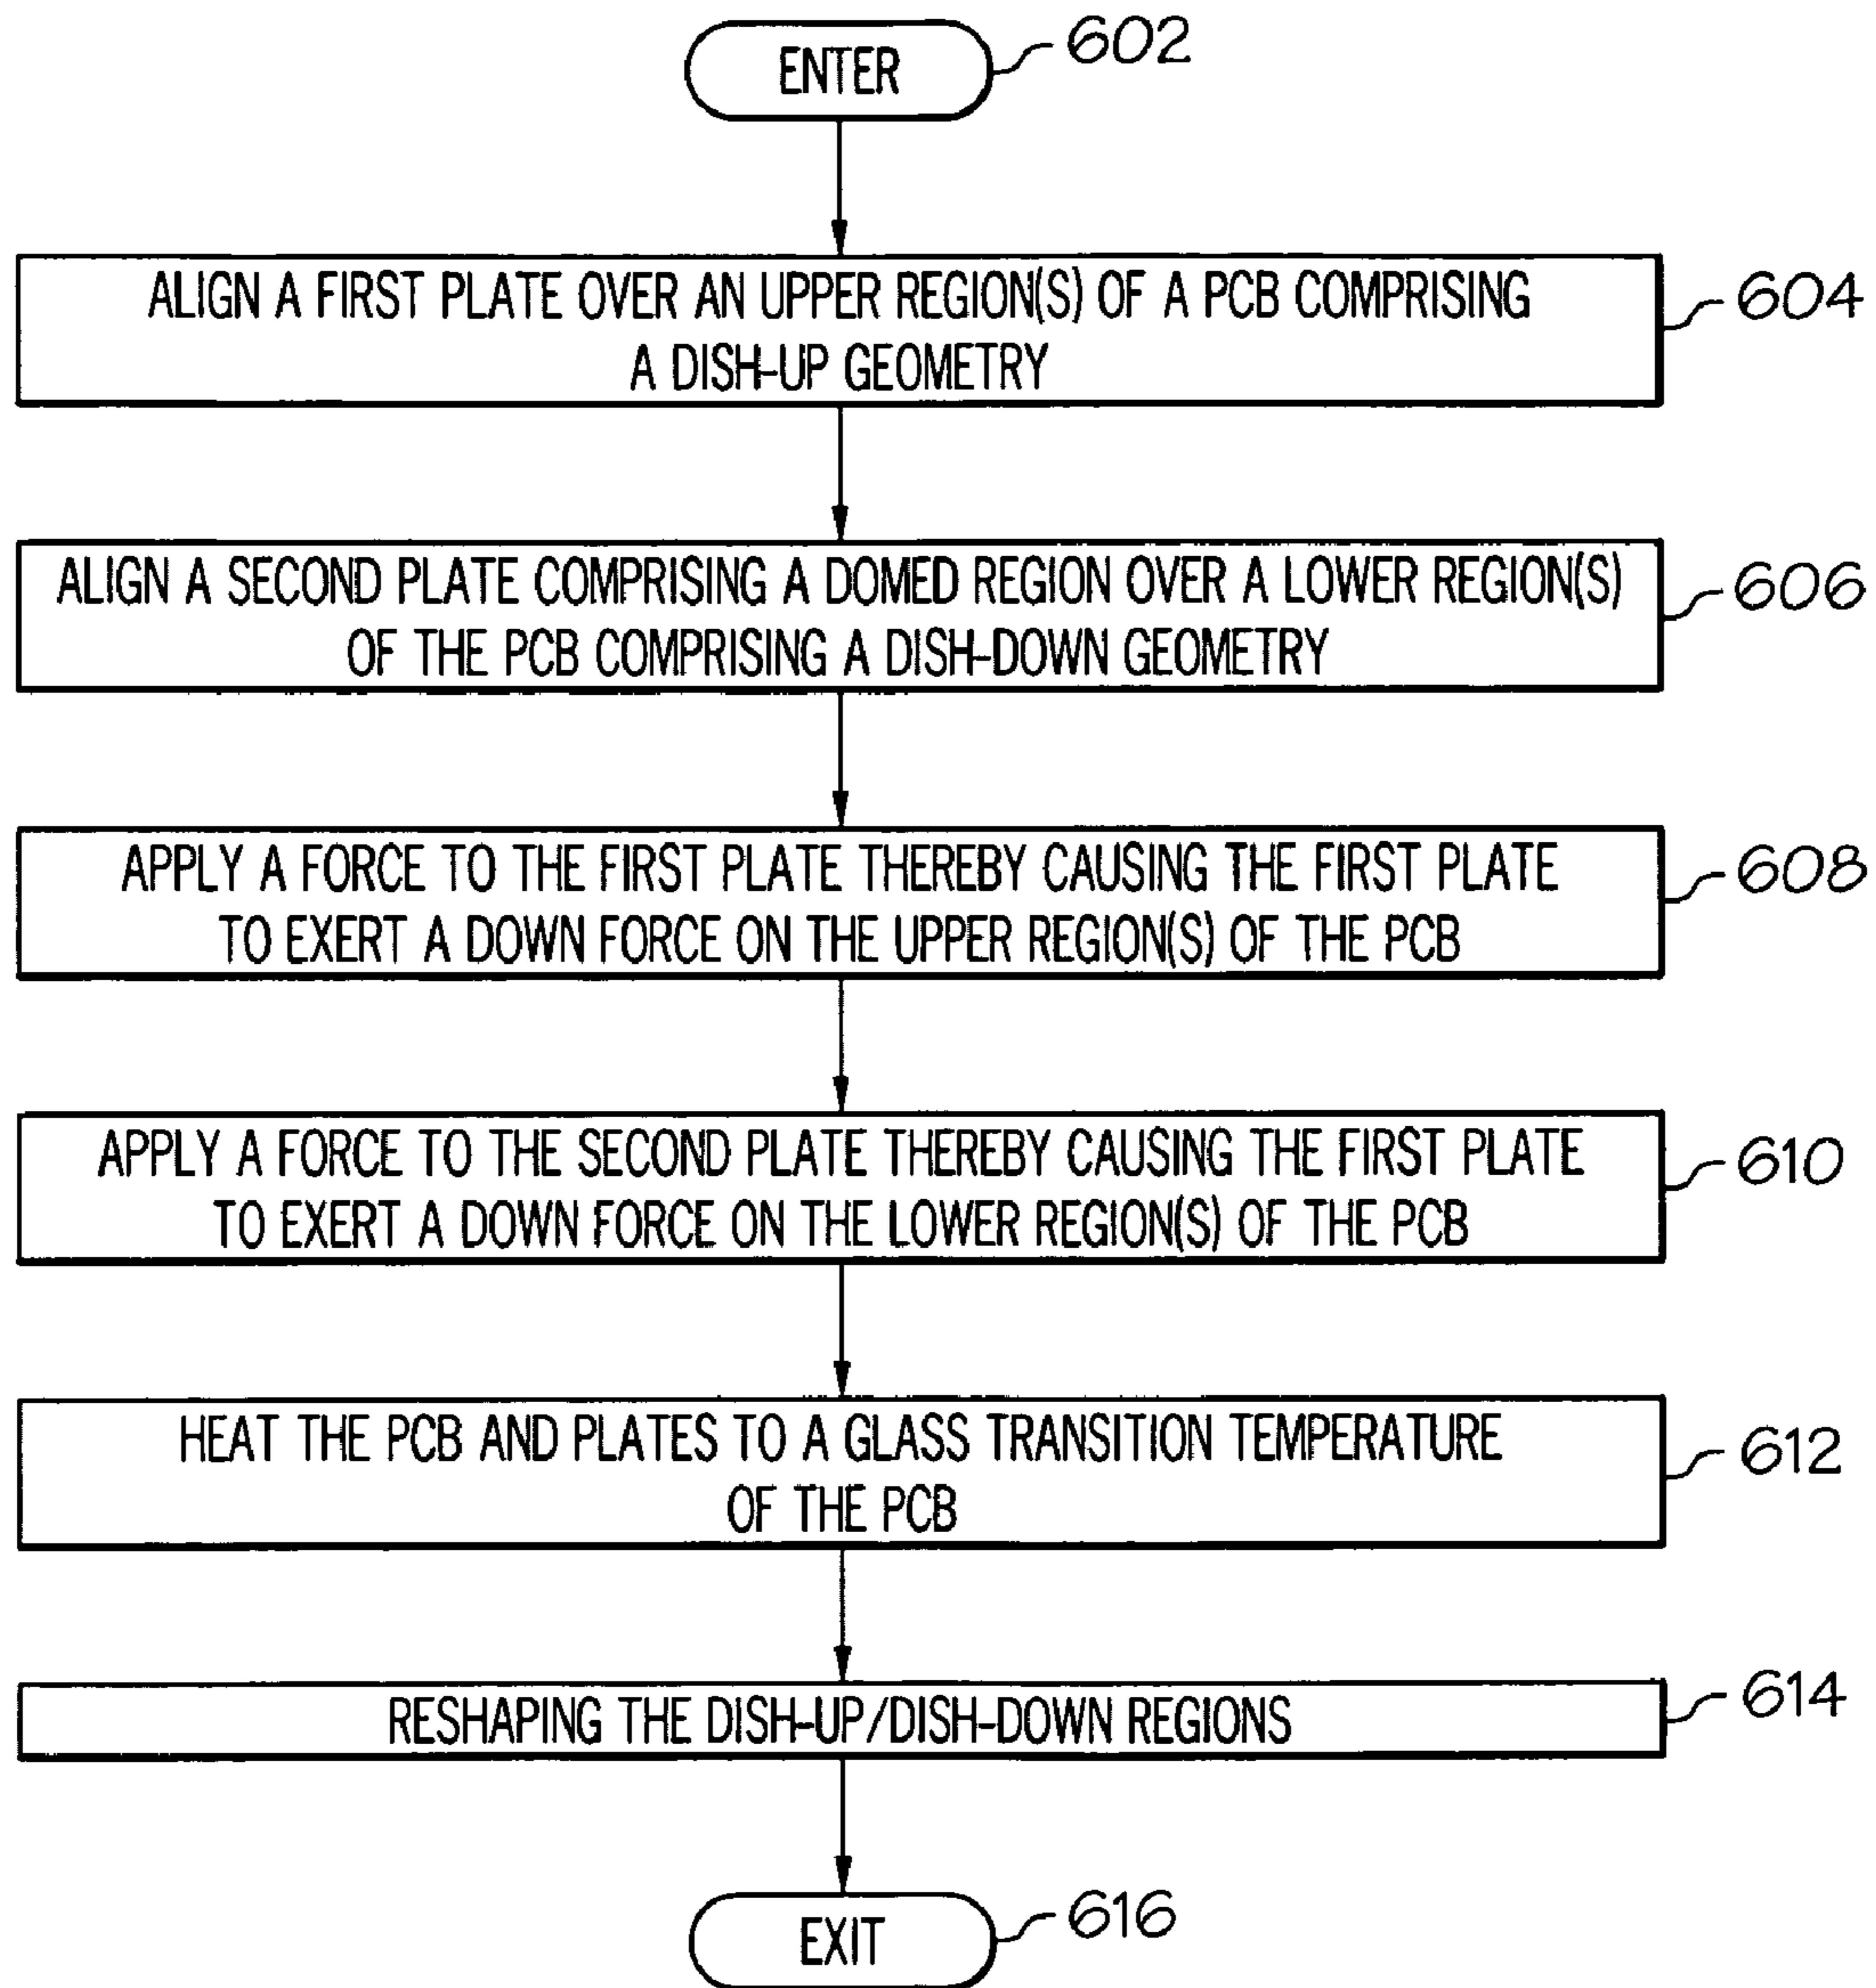 ENTER
602
ALIGN A FIRST PLATE OVER AN UPPER REGION(S) OF A PCB COMPRISING
A DISH-UP GEOMETRY
604
ALIGN A SECOND PLATE COMPRISING A DOMED REGION OVER A LOWER REGION(S)
OF THE PCB COMPRISING A DISH-DOWN GEOMETRY
606
APPLY A FORCE TO THE FIRST PLATE THEREBY CAUSING THE FIRST PLATE
TO EXERT A DOWN FORCE ON THE UPPER REGION(S) OF THE PCB
608
APPLY A FORCE TO THE SECOND PLATE THEREBY CAUSING THE FIRST PLATE
TO EXERT A DOWN FORCE ON THE LOWER REGION(S) OF THE PCB
610
HEAT THE PCB AND PLATES TO A GLASS TRANSITION TEMPERATURE
OF THE PCB
612
RESHAPING THE DISH-UP/DISH-DOWN REGIONS
614
EXIT
616